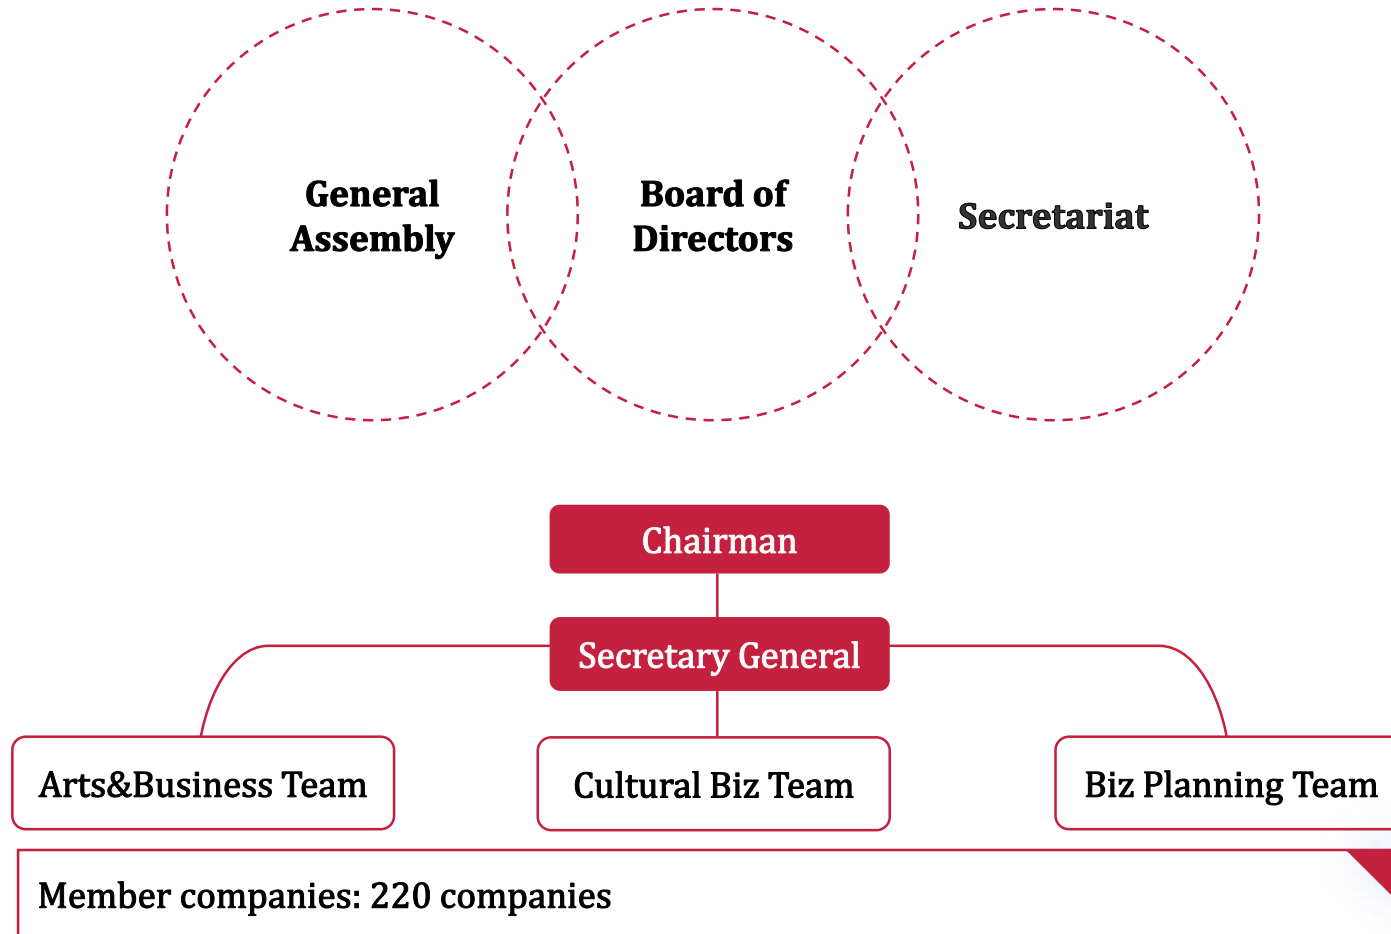 General
Assembly
Board of
Directors
Secretariat
Chairman
Secretary General
Arts&Business Team
Cultural Biz Team
Biz Planning Team
Member companies: 220 companies